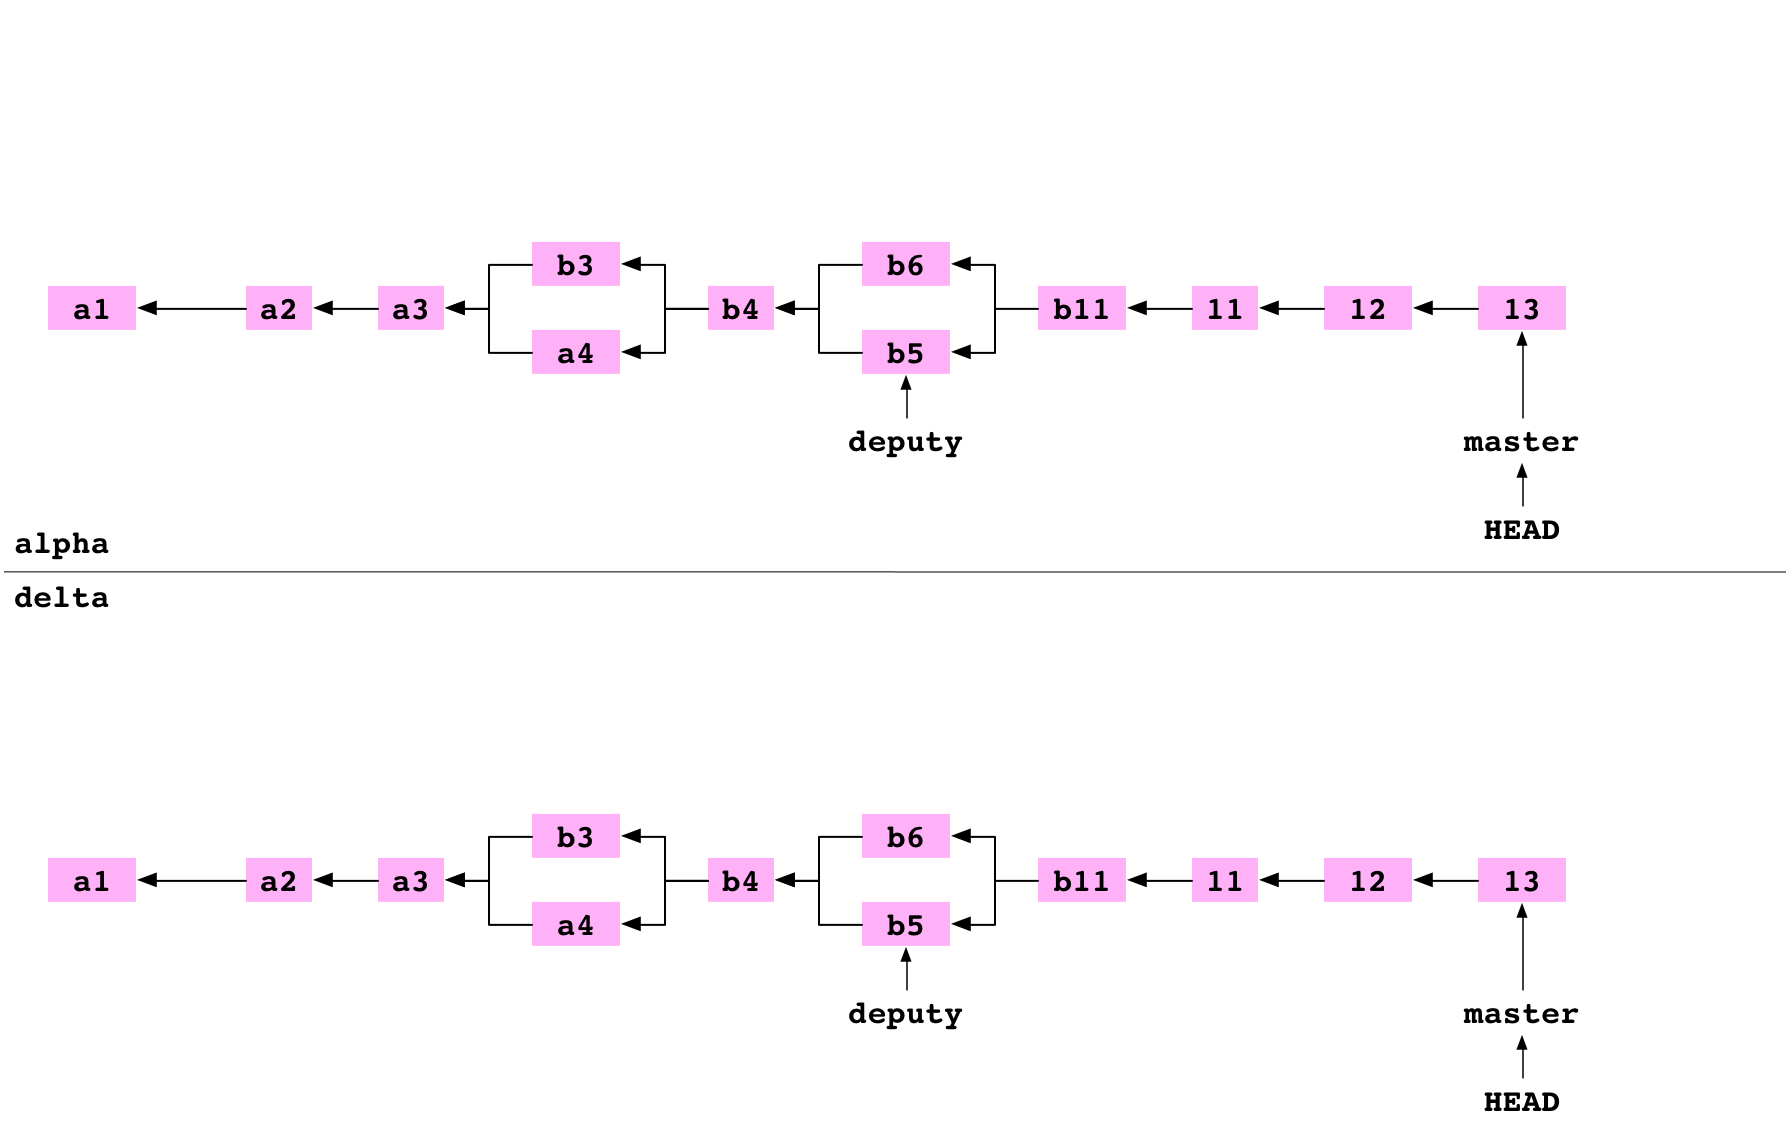 b3 b6
a1 a2 a3 b4 b11 11 12 13
a4 b5
deputy master
HEAD
alpha
delta
b3 b6
a1 a2 a3 b4 b11 11 12 13
a4 b5
deputy master
HEAD